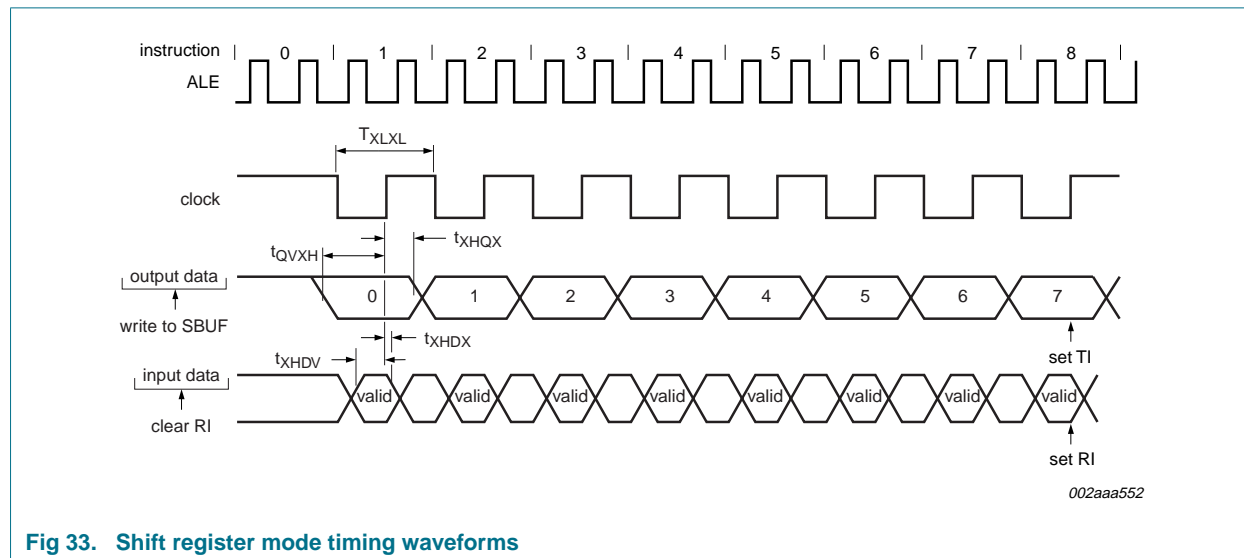 instruction | 0 | 1 | 2 | 3 | 4 | 5 | 6 | 7 | 8 |
ALE
TXLXL
clock
tXHQX
tQVXH
output data
0 1 2 3 4 5 6 7
write to SBUF
tXHDX
set TI
tXHDV
input data
valid valid valid valid valid valid valid valid
clear RI
set RI
002aaa552
Fig 33. Shift register mode timing waveforms